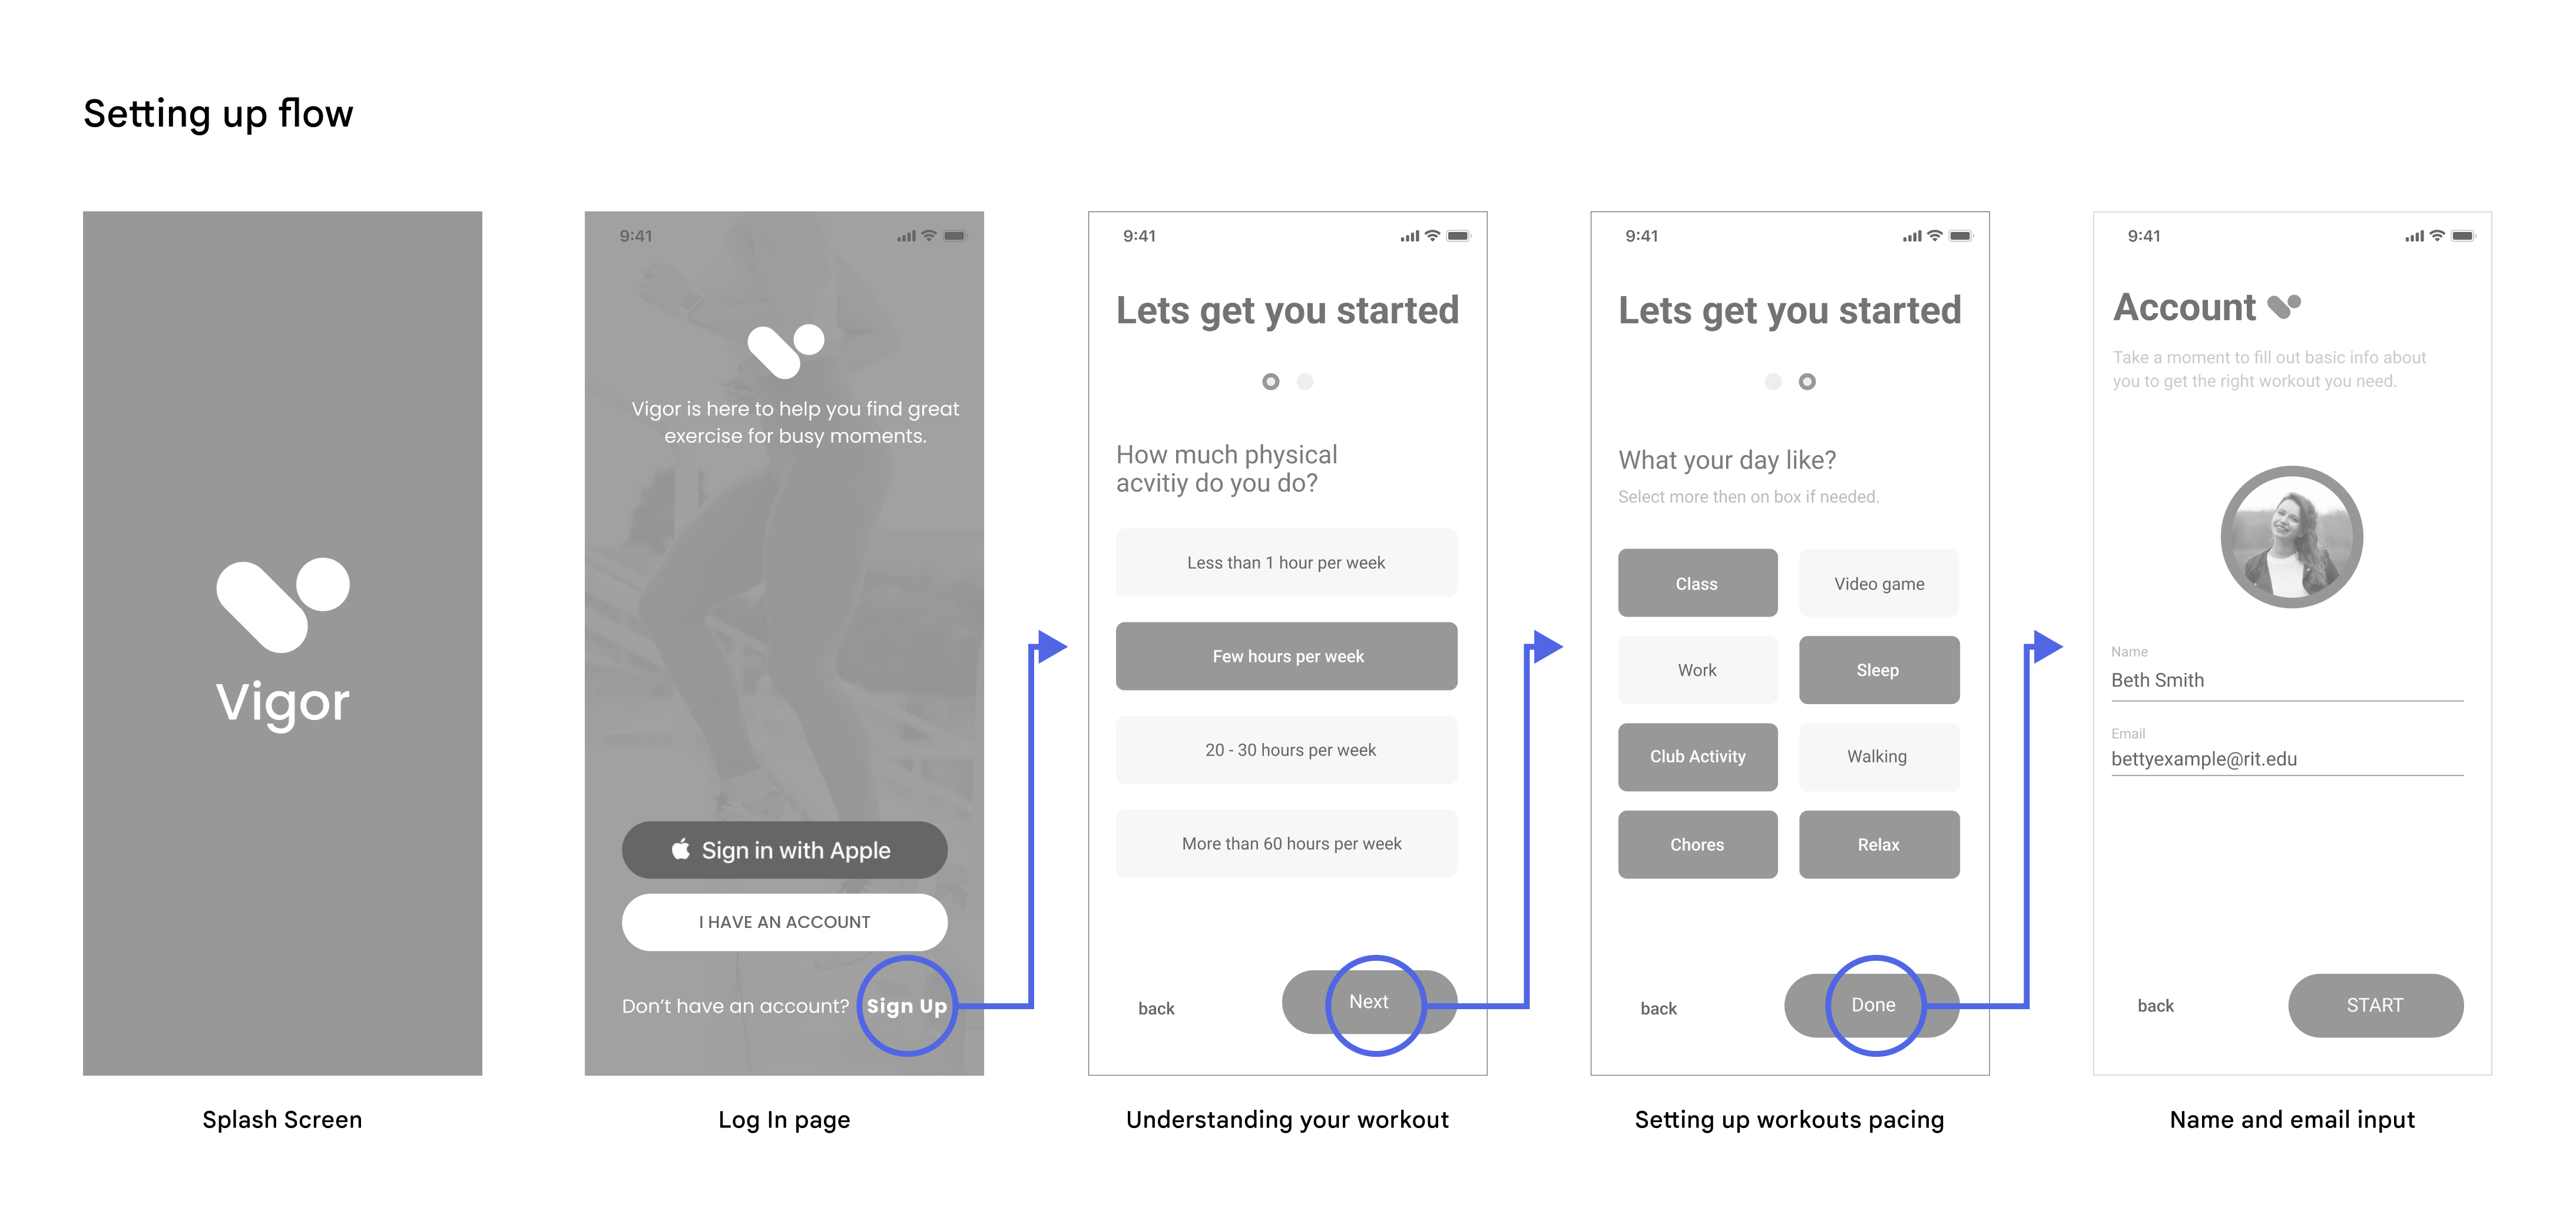 Setting up flow
Vigor
Splash Screen
9:41
Vigor is here to help you find great
exercise for busy moments.
Sign in with Apple
I HAVE AN ACCOUNT
Don't have an account? Sign Up
Log In page
9:41
Lets get you started
How much physical
acvitiy do you do?
Less than 1 hour per week
Few hours per week
20 - 30 hours per week
More than 60 hours per week
back
Next
Understanding your workout
9:41
Lets get you started
What your day like?
Select more then on box if needed.
Class
Video game
Work
Sleep
Club Activity
Walking
Chores
Relax
back
Done
Setting up workouts pacing
9:41
Account
Take a moment to fill out basic info about
you to get the right workout you need.
Name
Beth Smith
Email
bettyexample@rit.edu
back
START
Name and email input